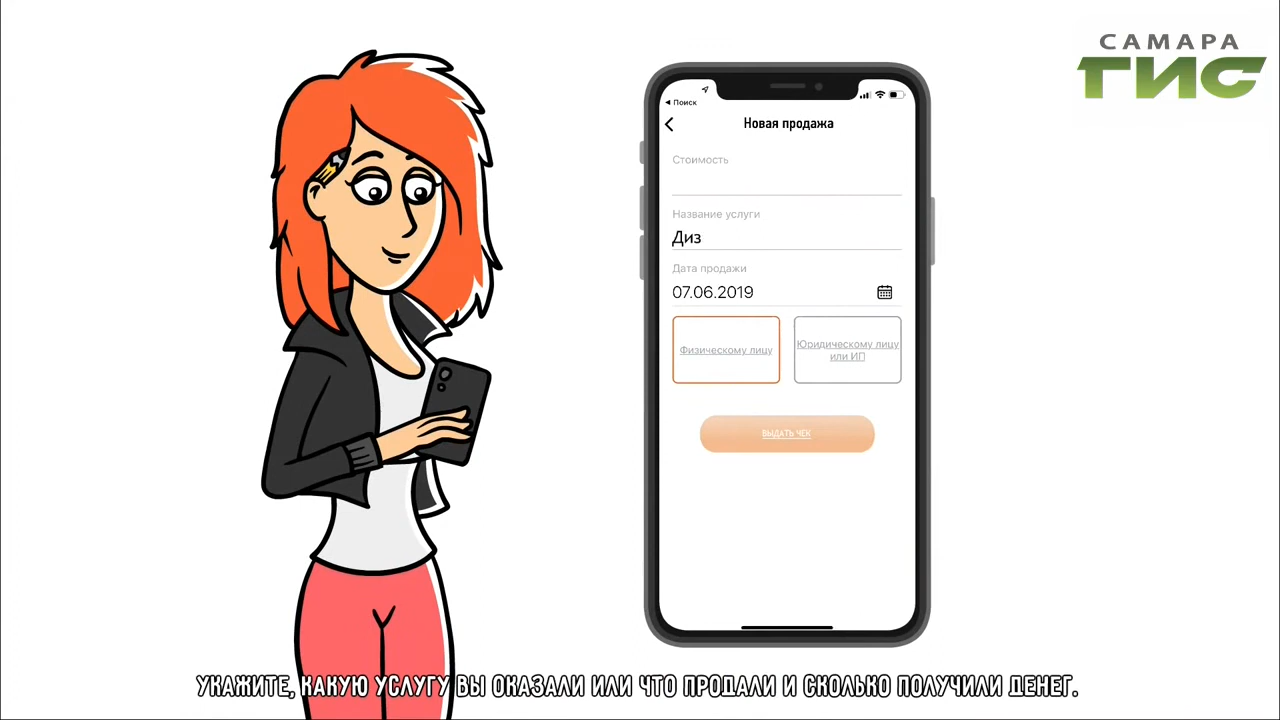 САМАРА
ГИС
Поиск
Новая продажа
Стоимость
Название услуги
Диз
Дата продажи
07.06.2019
Физическому лицу
Юридическому лицу
или ИП
ВЫДАТЬ ЧЕК
УКАЖИТЕ, КАКУЮ УСЛУГУ ВЫ ОКАЗАЛИ ИЛИ ЧТО ПРОДАЛИ И СКОЛЬКО ПОЛУЧИЛИ ДЕНЕГ.